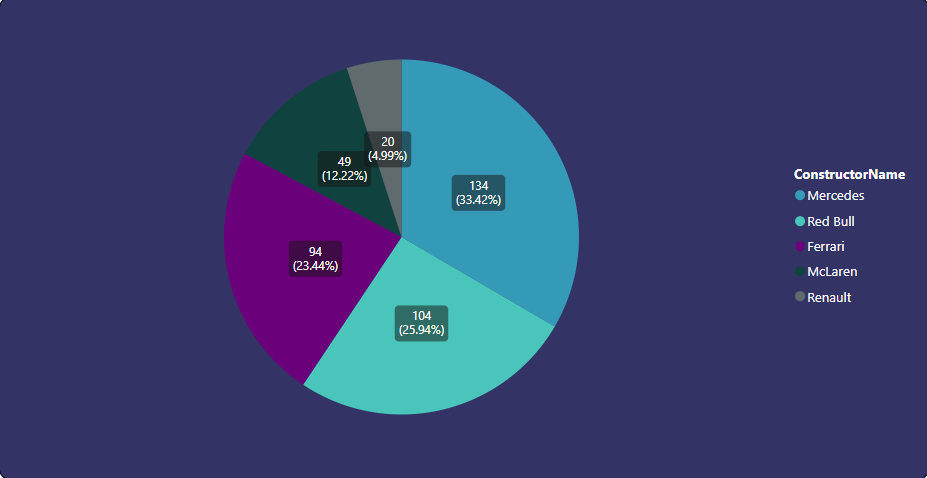 20
(4.99%)
49
(12.22%)
134
(33.42%)
94
(23.44%)
104
(25.94%)
ConstructorName
Mercedes
Red Bull
Ferrari
McLaren
Renault